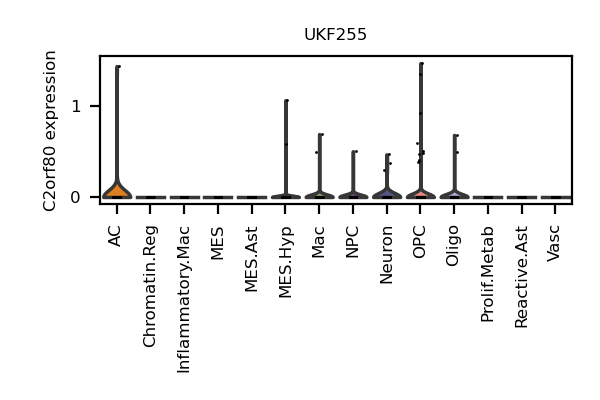 UKF255
C2orf80 expression
1
0
AC
Chromatin.Reg
Inflammatory.Mac
MES
MES.Ast
MES.Hyp
Mac
NPC
Neuron
OPC
Oligo
Prolif.Metab
Reactive.Ast
Vasc